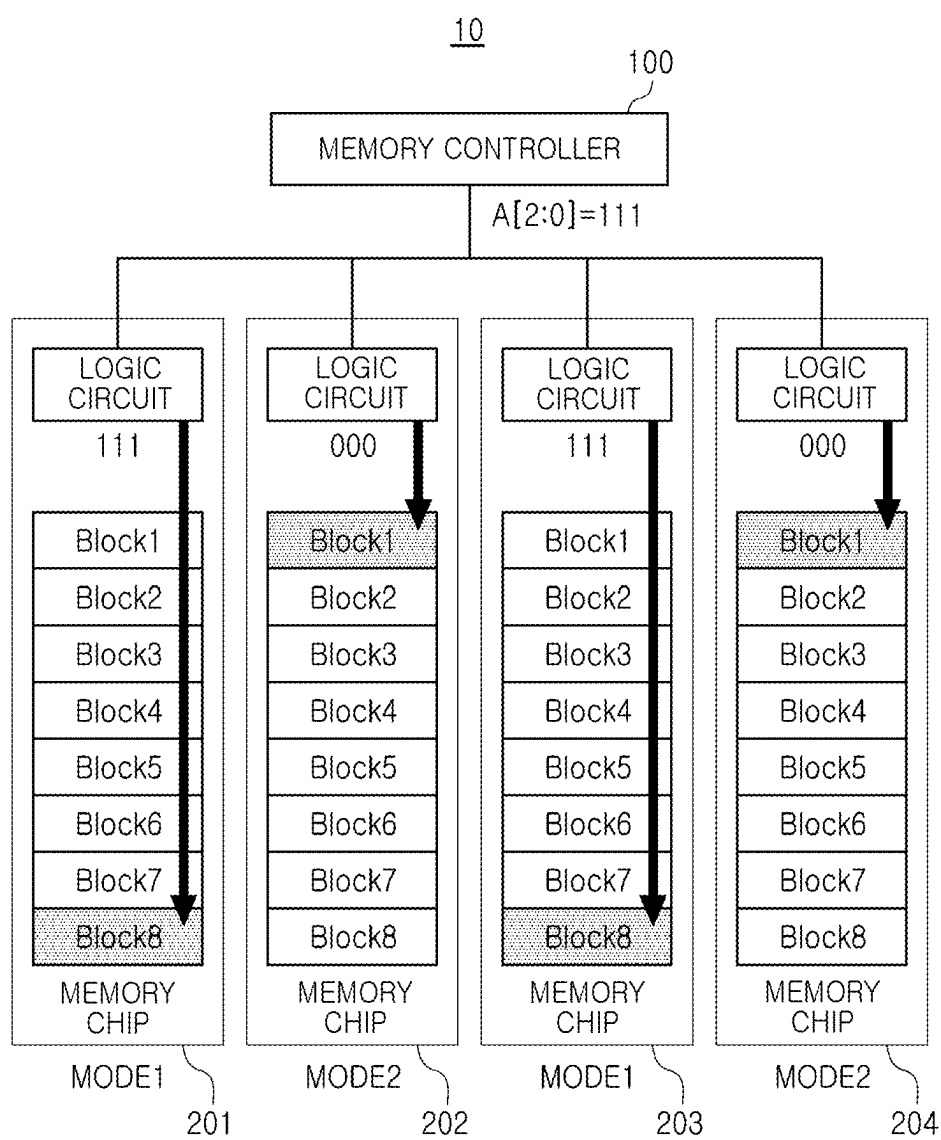 10
100
MEMORY CONTROLLER
A[2:0]=111
LOGIC
CIRCUIT
111
Block1
Block2
Block3
Block4
Block5
Block6
Block7
Block8
MEMORY
CHIP
MODE1
201
LOGIC
CIRCUIT
000
Block1
Block2
Block3
Block4
Block5
Block6
Block7
Block8
MEMORY
CHIP
MODE2
202
LOGIC
CIRCUIT
111
Block1
Block2
Block3
Block4
Block5
Block6
Block7
Block8
MEMORY
CHIP
MODE1
203
LOGIC
CIRCUIT
000
Block1
Block2
Block3
Block4
Block5
Block6
Block7
Block8
MEMORY
CHIP
MODE2
204